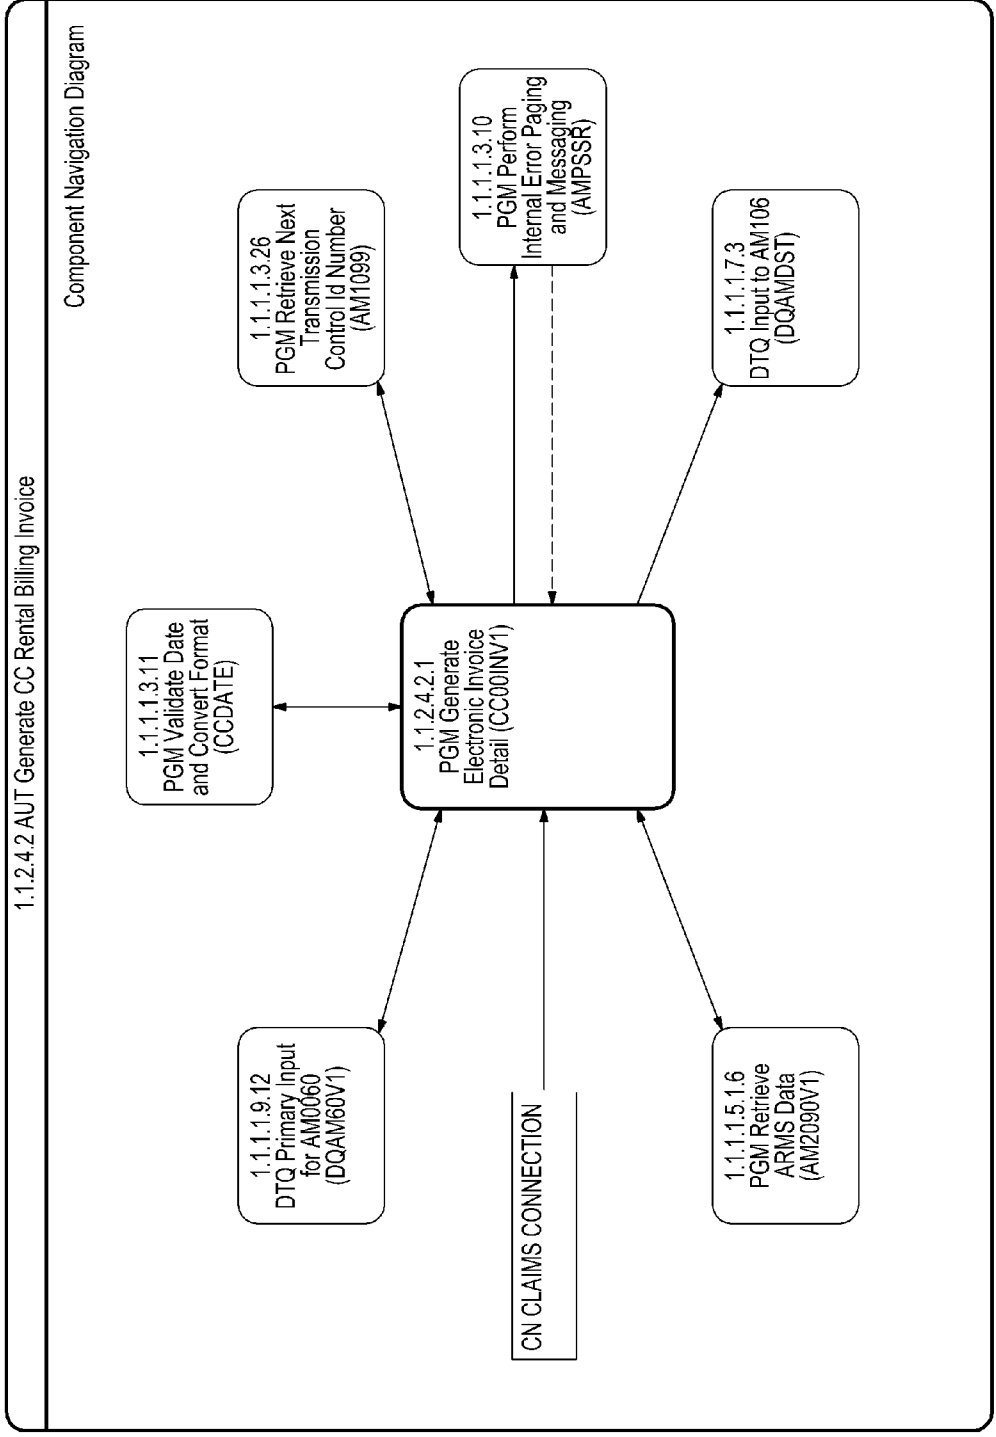 1.1.2.4.2 AUT Generate CC Rental Billing Invoice
Component Navigation Diagram
1.1.1.1.9.12
DTQ Primary Input
for AM0060
(DQAM60V1)
1.1.1.1.3.11
PGM Validate Date
and Convert Format
(CCDATE)
1.1.1.1.3.26
PGM Retrieve Next
Transmission
Control Id Number
(AM1099)
CN CLAIMS CONNECTION
1.1.2.4.2.1
PGM Generate
Electronic Invoice
Detail (CC00INV1)
1.1.1.1.3.10
PGM Perform
Internal Error Paging
and Messaging
(AMPSSR)
1.1.1.1.5.1.6
PGM Retrieve
ARMS Data
(AM2090V1)
1.1.1.1.7.3
DTQ Input to AM106
(DQAMDST)